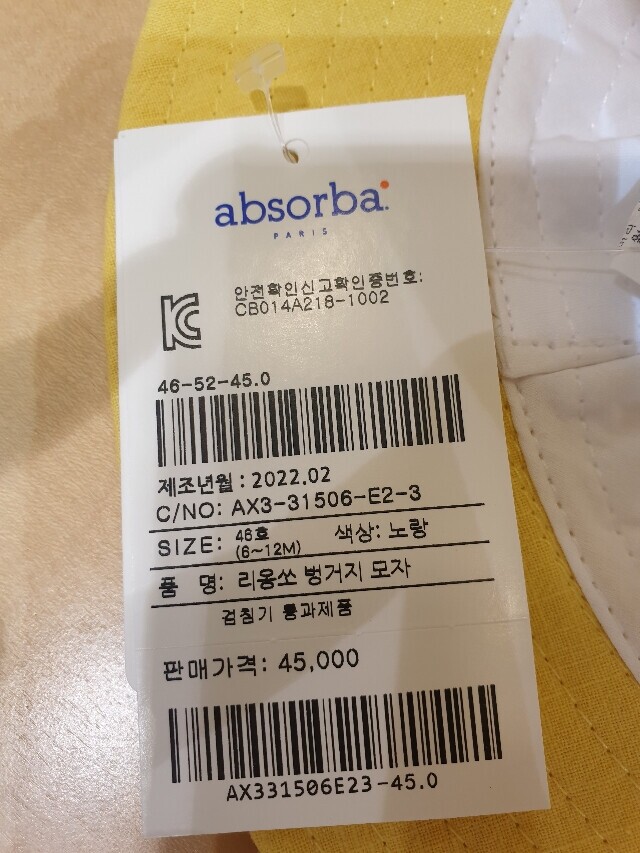 absorba.
PARIS
안전확인신고확인증번호:
CB014A218-1002
46-52-45.0
제조년월: 2022.02
C/NO: AX3-31506-E2-3
SIZE: 46호 (6~12M) 색상: 노랑
품 명: 리옹쏘 벙거지 모자
검침기 통과제품
판매가격: 45,000
AX331506E23-45.0